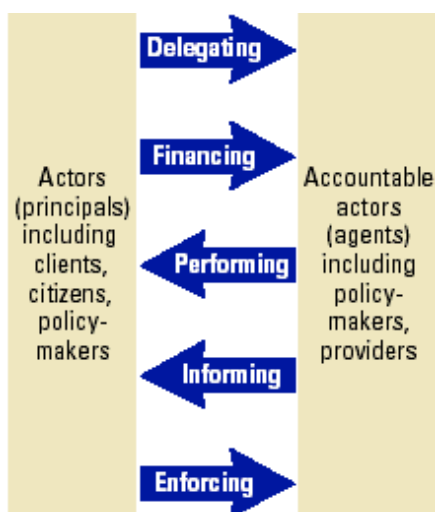 Delegating
Financing
Actors
(principals)
including
clients,
citizens,
policy-
makers
Performing
Informing
Enforcing
Accountable
actors
(agents)
including
policy-
makers,
providers